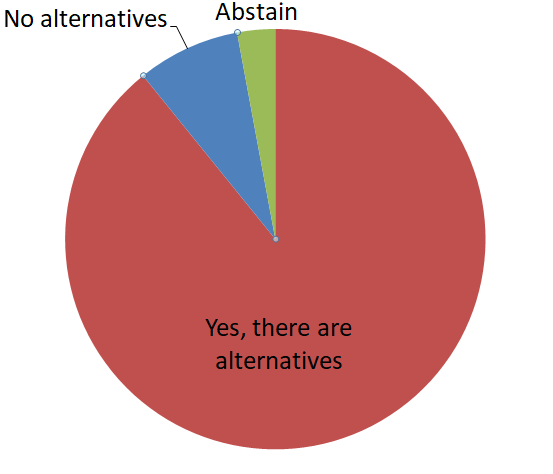 Abstain
No alternatives
Yes, there are
alternatives